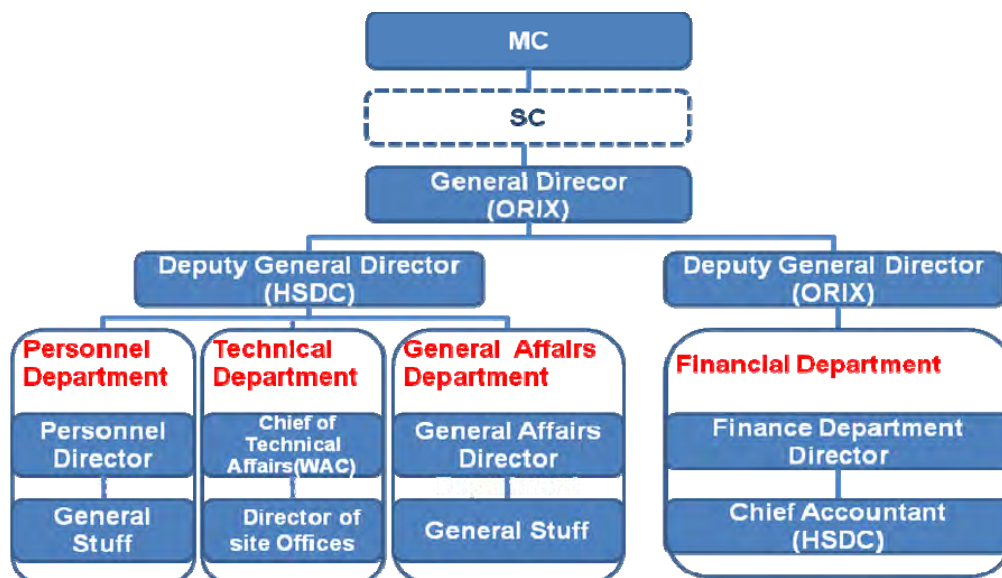 MC
SC
General Direcor
(ORIX)
Deputy General Director
(HSDC)
Deputy General Director
(ORIX)
Personnel
Department
Technical
Department
General Affairs
Department
Financial Department
Personnel
Director
Chief of
Technical
Affairs(WAC)
General Affairs
Director
Finance Department
Director
General
Stuff
Director of
site Offices
General Stuff
Chief Accountant
(HSDC)